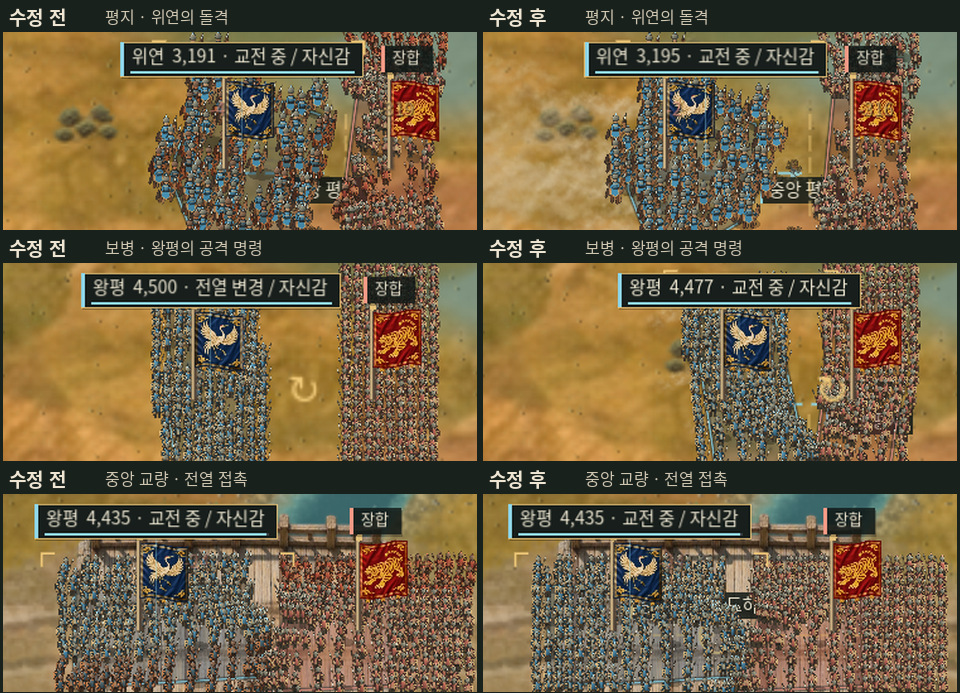 수정 전 평지 · 위연의 돌격
위연 3,191 · 교전 중 / 자신감
장합
평
수정 후 평지 · 위연의 돌격
위연 3,195 · 교전 중 / 자신감
장합
중앙 평
수정 전 보병 · 왕평의 공격 명령
왕평 4,500 · 전열 변경 / 자신감
장합
수정 후 보병 · 왕평의 공격 명령
왕평 4,477 · 교전 중 / 자신감
장합
수정 전 중앙 교량 · 전열 접촉
왕평 4,435 · 교전 중 / 자신감
장합
수정 후 중앙 교량 · 전열 접촉
왕평 4,435 · 교전 중 / 자신감
장합